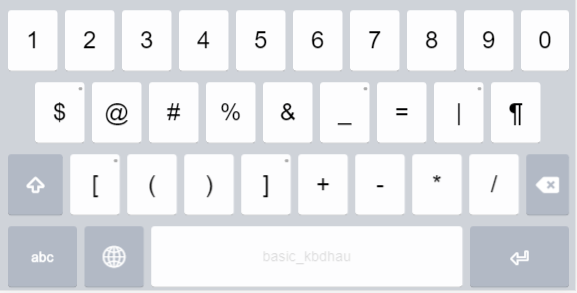 1 2 3 4 5 6 7 8 9 0
$ @ # % & _ = | ¶
[ ( ) ] + - * /
abc basic_kbdhau